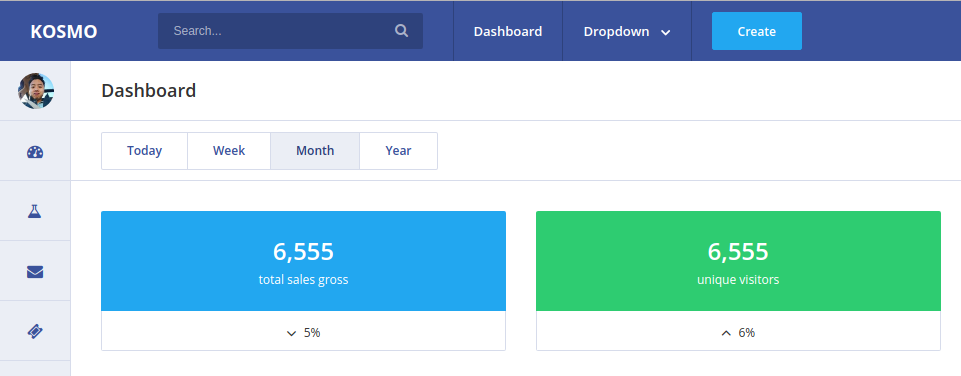 KOSMO
Search...
Dashboard
Dropdown
Create
Dashboard
Today
Week
Month
Year
6,555
total sales gross
5%
6,555
unique visitors
6%